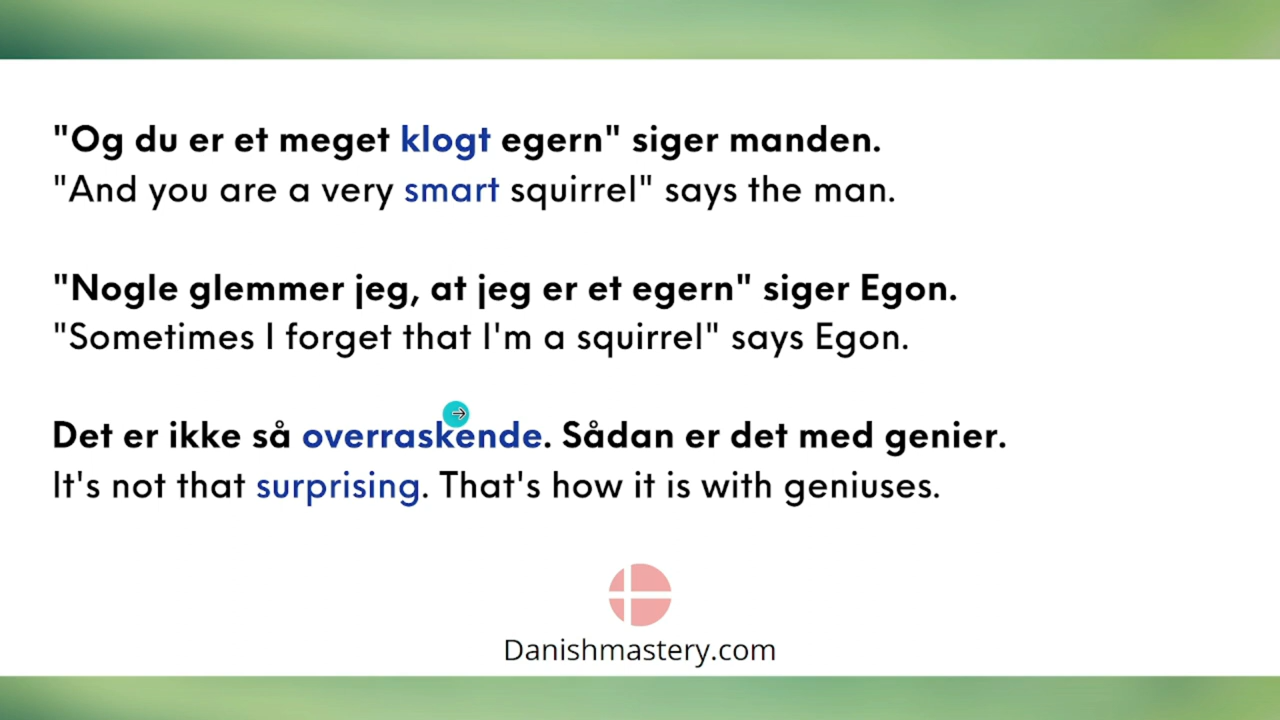 "Og du er et meget klogt egern" siger manden.
"And you are a very smart squirrel" says the man.
"Nogle glemmer jeg, at jeg er et egern" siger Egon.
"Sometimes I forget that I'm a squirrel" says Egon.
Det er ikke så overraskende. Sådan er det med genier.
It's not that surprising. That's how it is with geniuses.
Danishmastery.com